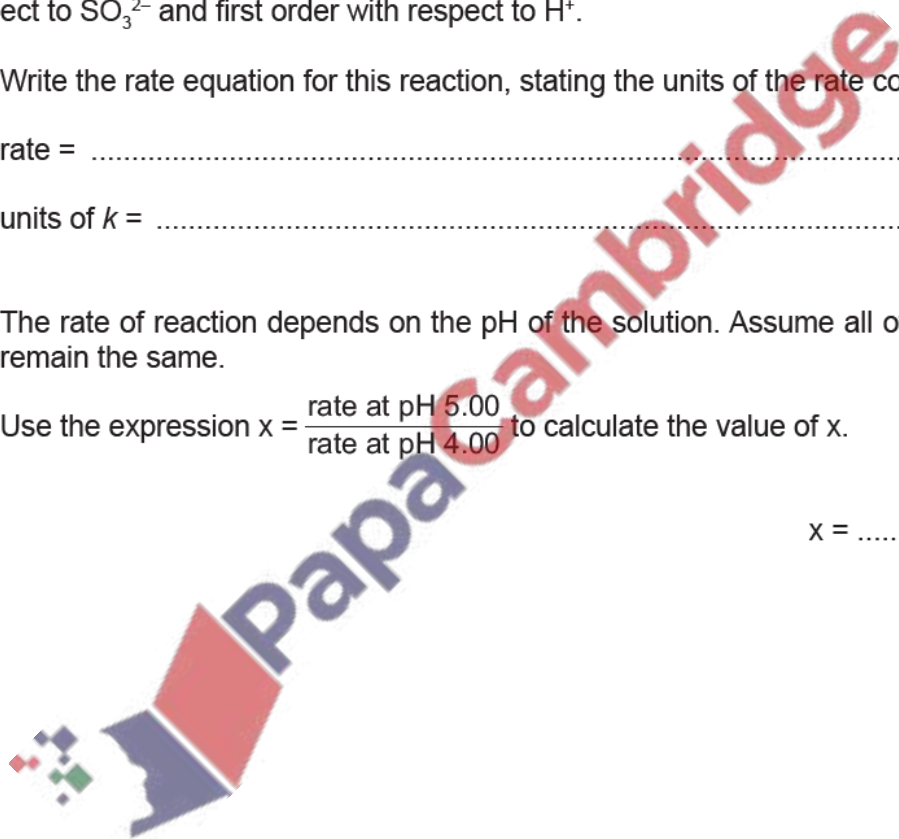 ect to SO₃²⁻ and first order with respect to H⁺.
Write the rate equation for this reaction, stating the units of the rate co
rate = ....................................................................................................
units of k = ............................................................................................
The rate of reaction depends on the pH of the solution. Assume all o
remain the same.
Use the expression x = rate at pH 5.00 / rate at pH 4.00 to calculate the value of x.
x = .....
PapaCambridge